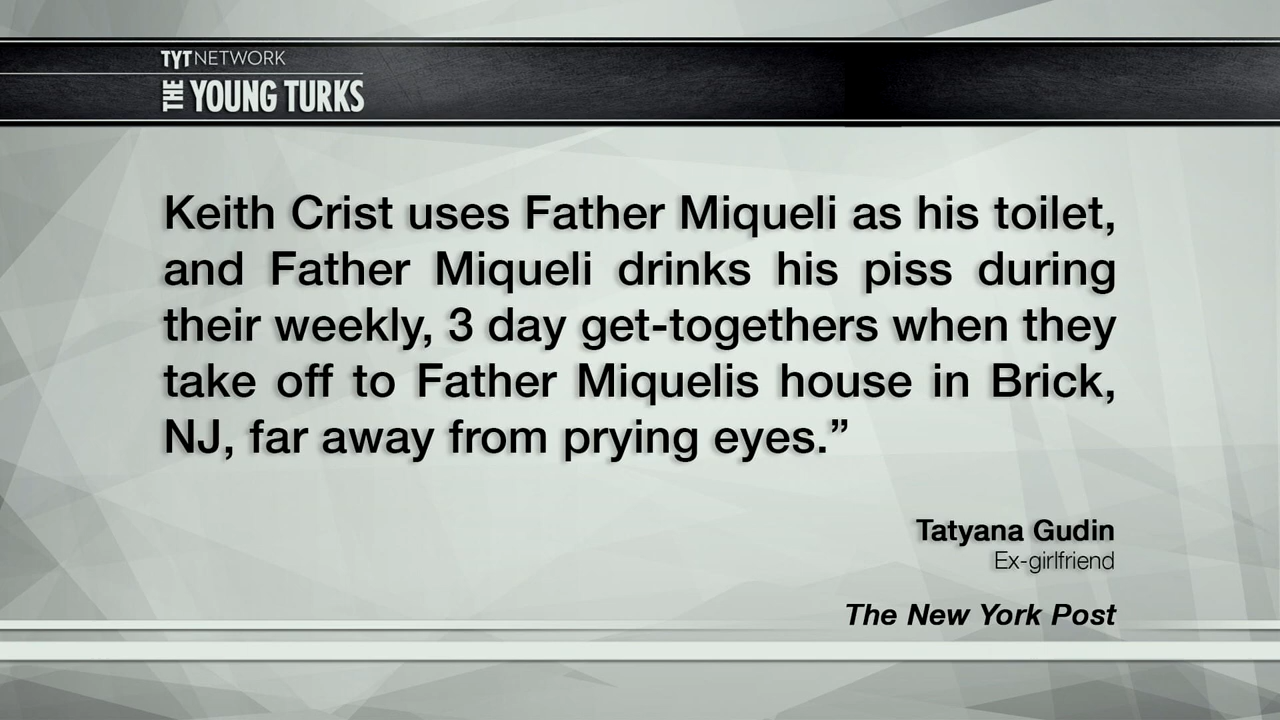 TYT NETWORK
THE YOUNG TURKS
Keith Crist uses Father Miqueli as his toilet,
and Father Miqueli drinks his piss during
their weekly, 3 day get-togethers when they
take off to Father Miquelis house in Brick,
NJ, far away from prying eyes.”
Tatyana Gudin
Ex-girlfriend
The New York Post